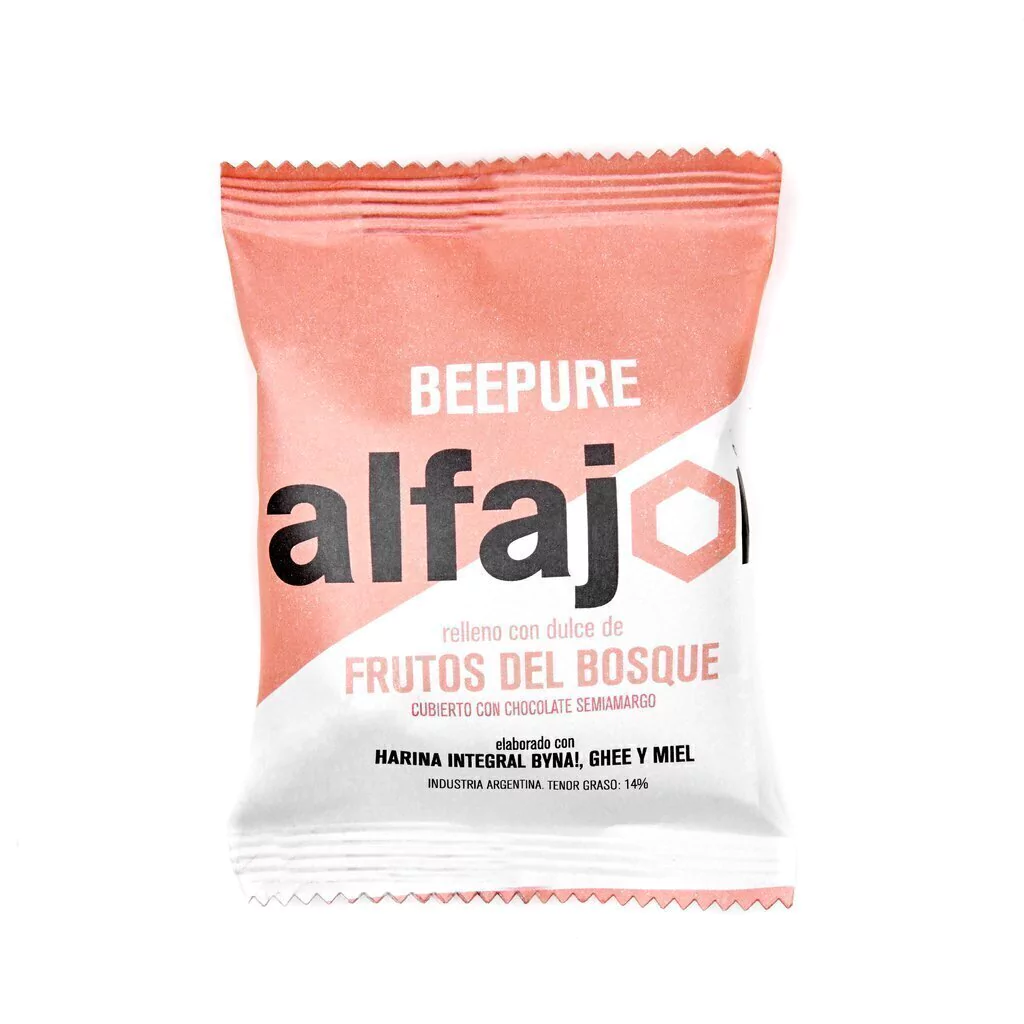 BEEPURE
alfajor
relleno con dulce de
FRUTOS DEL BOSQUE
CUBIERTO CON CHOCOLATE SEMIAMARGO
elaborado con
HARINA INTEGRAL BYNA!, GHEE Y MIEL
INDUSTRIA ARGENTINA. TENOR GRASO: 14%